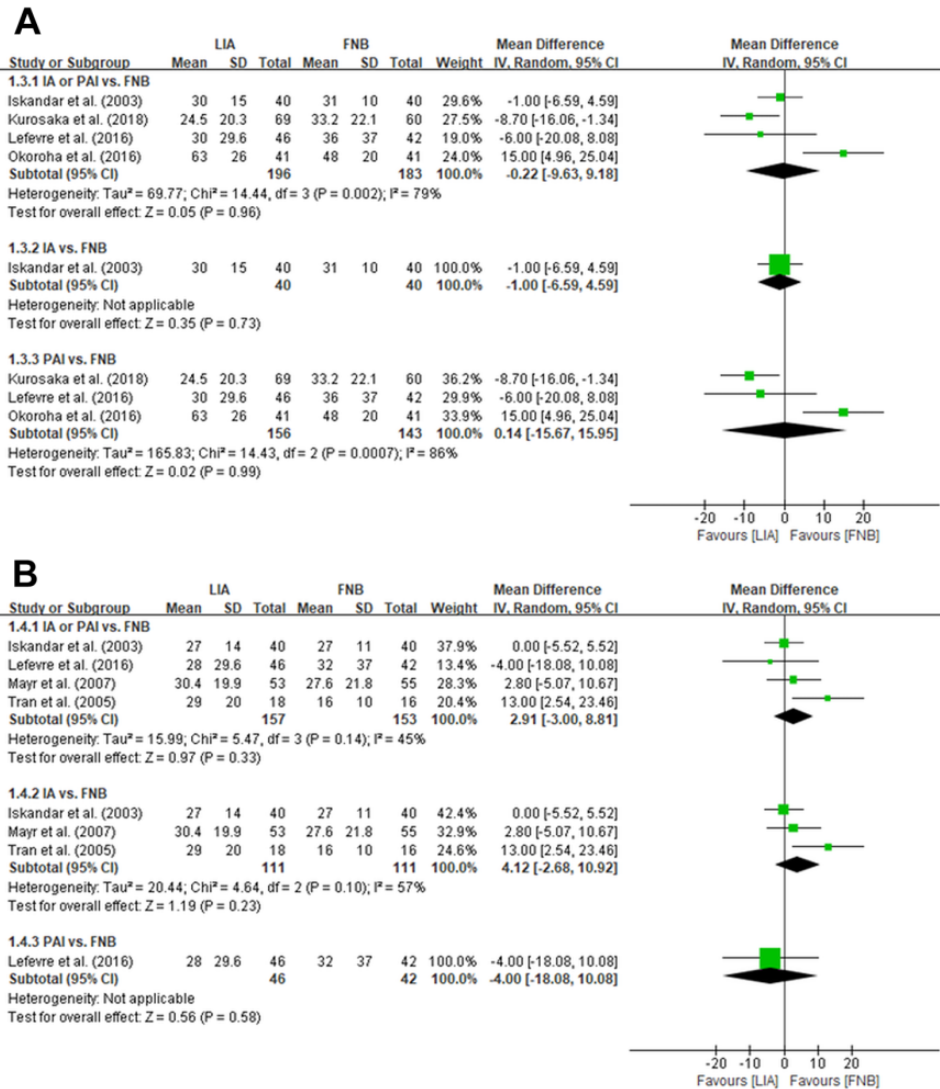 A
LIA FNB Mean Difference Mean Difference
Study or Subgroup Mean SD Total Mean SD Total Weight IV, Random, 95% CI IV, Random, 95% CI
1.3.1 IA or PAI vs. FNB
Iskandar et al. (2003) 30 15 40 31 10 40 29.6% -1.00 [-6.59, 4.59]
Kurosaka et al. (2018) 24.5 20.3 69 33.2 22.1 60 27.5% -8.70 [-16.06, -1.34]
Lefevre et al. (2016) 30 29.6 46 36 37 42 19.0% -6.00 [-20.08, 8.08]
Okoroha et al. (2016) 63 26 41 48 20 41 24.0% 15.00 [4.96, 25.04]
Subtotal (95% CI) 196 183 100.0% -0.22 [-9.63, 9.18]
Heterogeneity: Tau² = 69.77; Chi² = 14.44, df = 3 (P = 0.002); I² = 79%
Test for overall effect: Z = 0.05 (P = 0.96)
1.3.2 IA vs. FNB
Iskandar et al. (2003) 30 15 40 31 10 40 100.0% -1.00 [-6.59, 4.59]
Subtotal (95% CI) 40 40 100.0% -1.00 [-6.59, 4.59]
Heterogeneity: Not applicable
Test for overall effect: Z = 0.35 (P = 0.73)
1.3.3 PAI vs. FNB
Kurosaka et al. (2018) 24.5 20.3 69 33.2 22.1 60 36.2% -8.70 [-16.06, -1.34]
Lefevre et al. (2016) 30 29.6 46 36 37 42 29.9% -6.00 [-20.08, 8.08]
Okoroha et al. (2016) 63 26 41 48 20 41 33.9% 15.00 [4.96, 25.04]
Subtotal (95% CI) 156 143 100.0% 0.14 [-15.67, 15.95]
Heterogeneity: Tau² = 165.83; Chi² = 14.43, df = 2 (P = 0.0007); I² = 86%
Test for overall effect: Z = 0.02 (P = 0.99)
-20 -10 0 10 20
Favours [LIA] Favours [FNB]
B
LIA FNB Mean Difference Mean Difference
Study or Subgroup Mean SD Total Mean SD Total Weight IV, Random, 95% CI IV, Random, 95% CI
1.4.1 IA or PAI vs. FNB
Iskandar et al. (2003) 27 14 40 27 11 40 37.9% 0.00 [-5.52, 5.52]
Lefevre et al. (2016) 28 29.6 46 32 37 42 13.4% -4.00 [-18.08, 10.08]
Mayr et al. (2007) 30.4 19.9 53 27.6 21.8 55 28.3% 2.80 [-5.07, 10.67]
Tran et al. (2005) 29 20 18 16 10 16 20.4% 13.00 [2.54, 23.46]
Subtotal (95% CI) 157 153 100.0% 2.91 [-3.00, 8.81]
Heterogeneity: Tau² = 15.99; Chi² = 5.47, df = 3 (P = 0.14); I² = 45%
Test for overall effect: Z = 0.97 (P = 0.33)
1.4.2 IA vs. FNB
Iskandar et al. (2003) 27 14 40 27 11 40 42.4% 0.00 [-5.52, 5.52]
Mayr et al. (2007) 30.4 19.9 53 27.6 21.8 55 32.9% 2.80 [-5.07, 10.67]
Tran et al. (2005) 29 20 18 16 10 16 24.6% 13.00 [2.54, 23.46]
Subtotal (95% CI) 111 111 100.0% 4.12 [-2.68, 10.92]
Heterogeneity: Tau² = 20.44; Chi² = 4.64, df = 2 (P = 0.10); I² = 57%
Test for overall effect: Z = 1.19 (P = 0.23)
1.4.3 PAI vs. FNB
Lefevre et al. (2016) 28 29.6 46 32 37 42 100.0% -4.00 [-18.08, 10.08]
Subtotal (95% CI) 46 42 100.0% -4.00 [-18.08, 10.08]
Heterogeneity: Not applicable
Test for overall effect: Z = 0.56 (P = 0.58)
-20 -10 0 10 20
Favours [LIA] Favours [FNB]